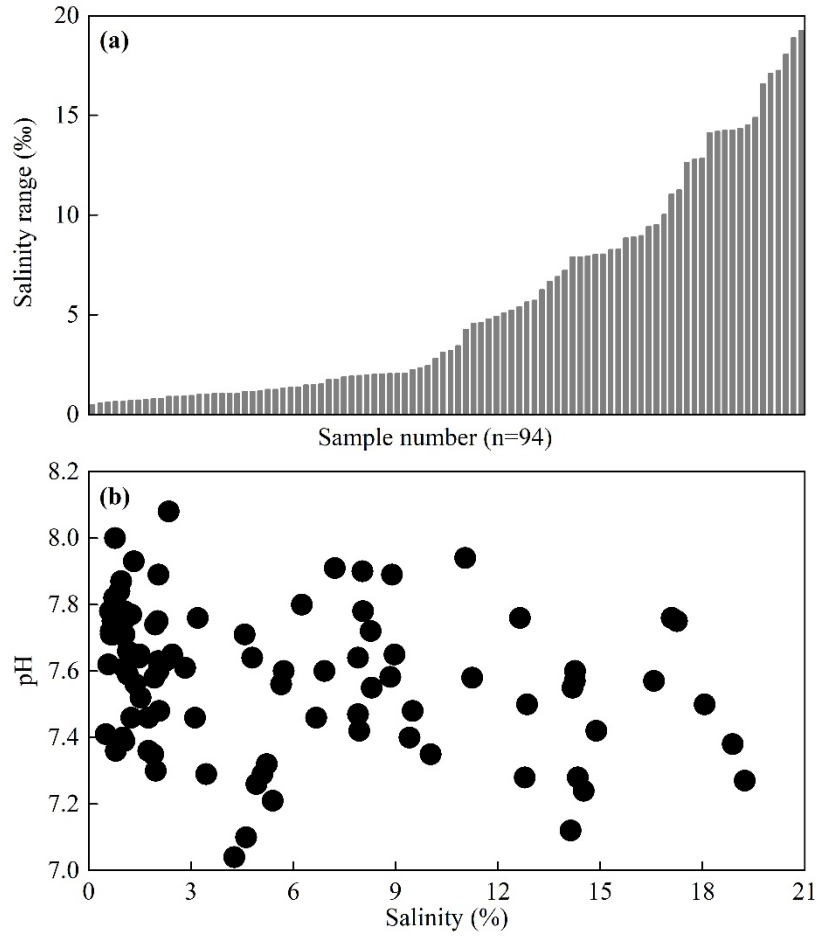 20
(a)
15
10
5
0
Salinity range (‰)
Sample number (n=94)
8.2
(b)
8.0
7.8
7.6
7.4
7.2
7.0
pH
0 3 6 9 12 15 18 21
Salinity (%)